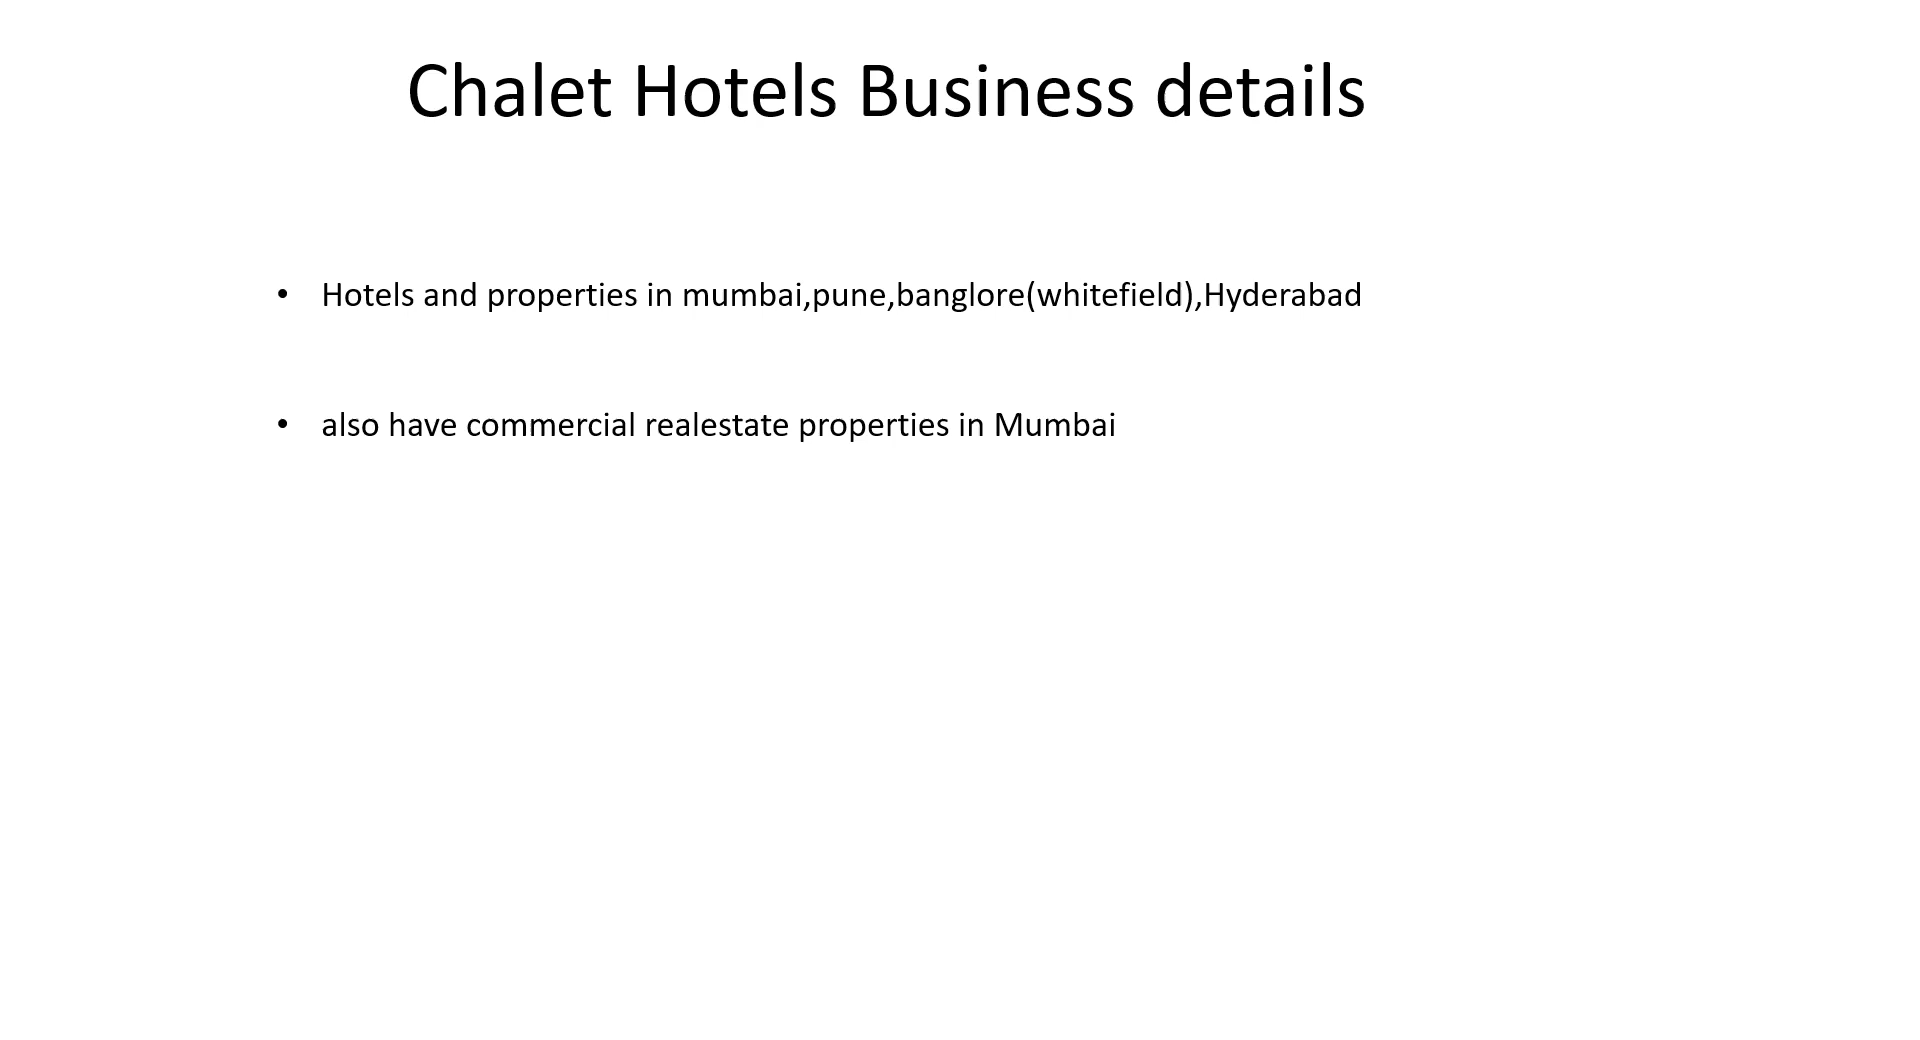 Chalet Hotels Business details
• Hotels and properties in mumbai,pune,banglore(whitefield),Hyderabad
• also have commercial realestate properties in Mumbai